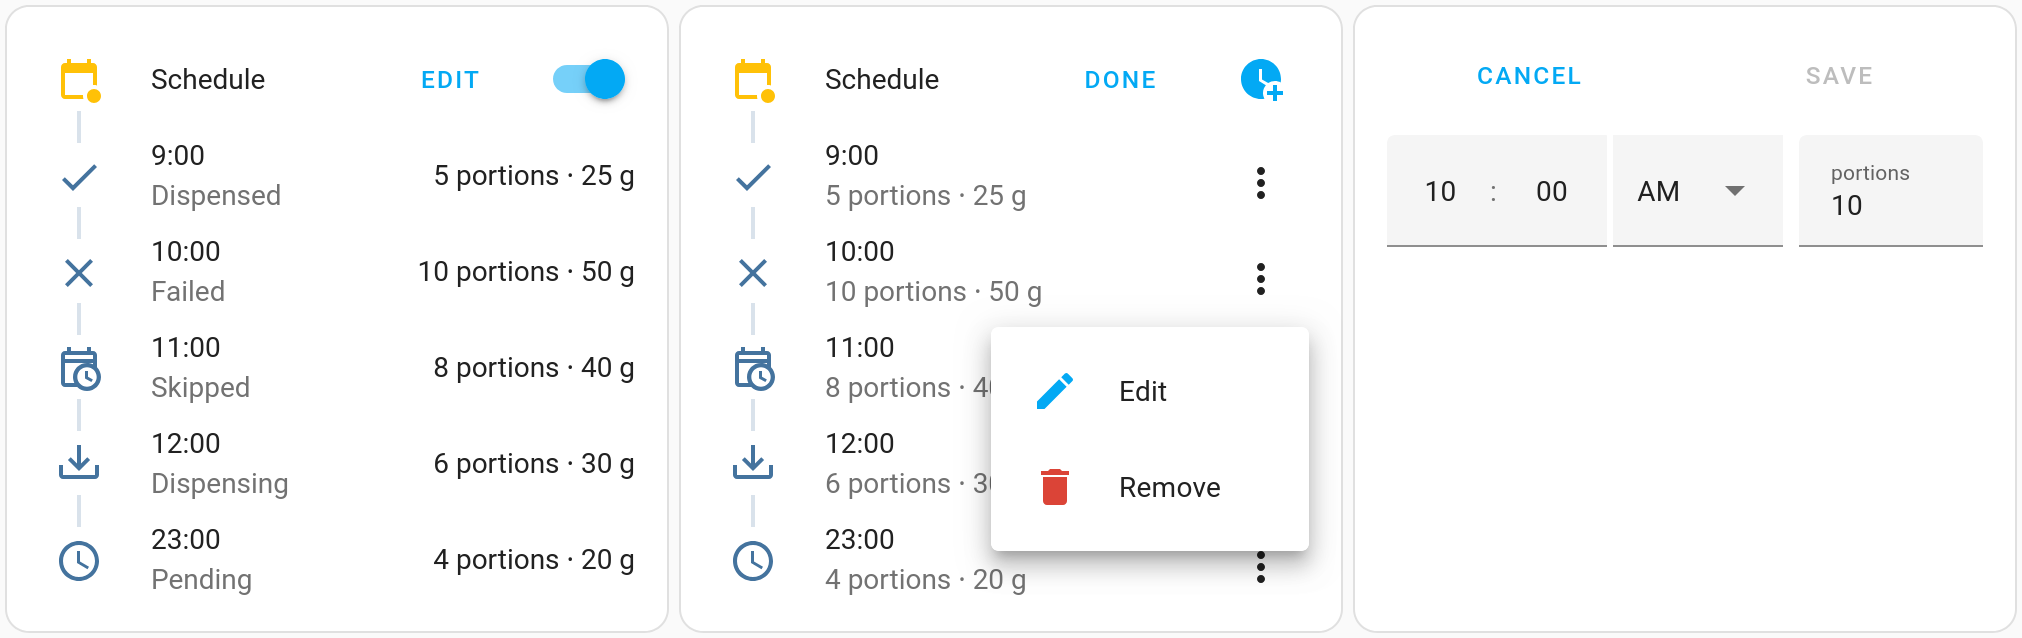 Schedule EDIT
9:00
Dispensed
5 portions · 25 g
10:00
Failed
10 portions · 50 g
11:00
Skipped
8 portions · 40 g
12:00
Dispensing
6 portions · 30 g
23:00
Pending
4 portions · 20 g
Schedule DONE
9:00
5 portions · 25 g
10:00
10 portions · 50 g
11:00
8 portions · 4
12:00
6 portions · 3
23:00
4 portions · 20 g
Edit
Remove
CANCEL SAVE
10 : 00 AM
portions
10